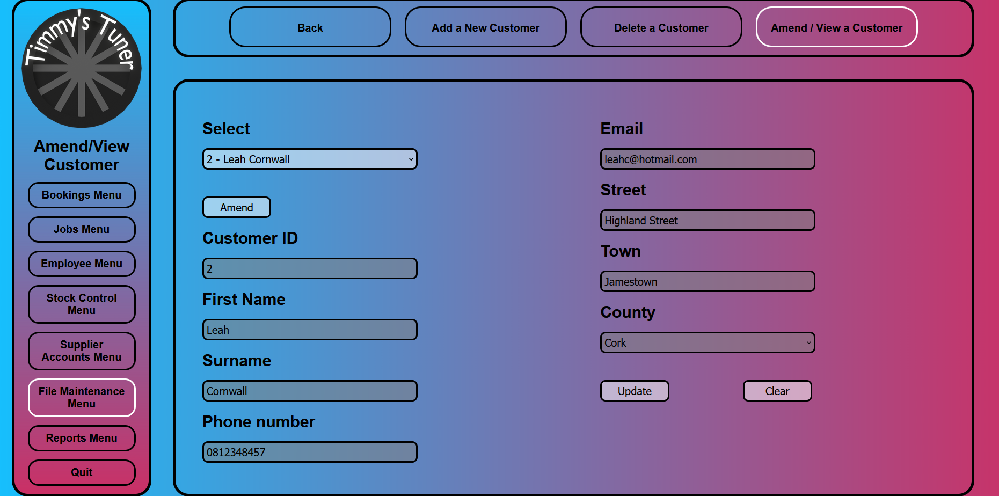 Timmy's Tuner
Amend/View
Customer
Bookings Menu
Jobs Menu
Employee Menu
Stock Control
Menu
Supplier
Accounts Menu
File Maintenance
Menu
Reports Menu
Quit
Back
Add a New Customer
Delete a Customer
Amend / View a Customer
Select
2 - Leah Cornwall
Amend
Customer ID
2
First Name
Leah
Surname
Cornwall
Phone number
0812348457
Email
leahc@hotmail.com
Street
Highland Street
Town
Jamestown
County
Cork
Update
Clear